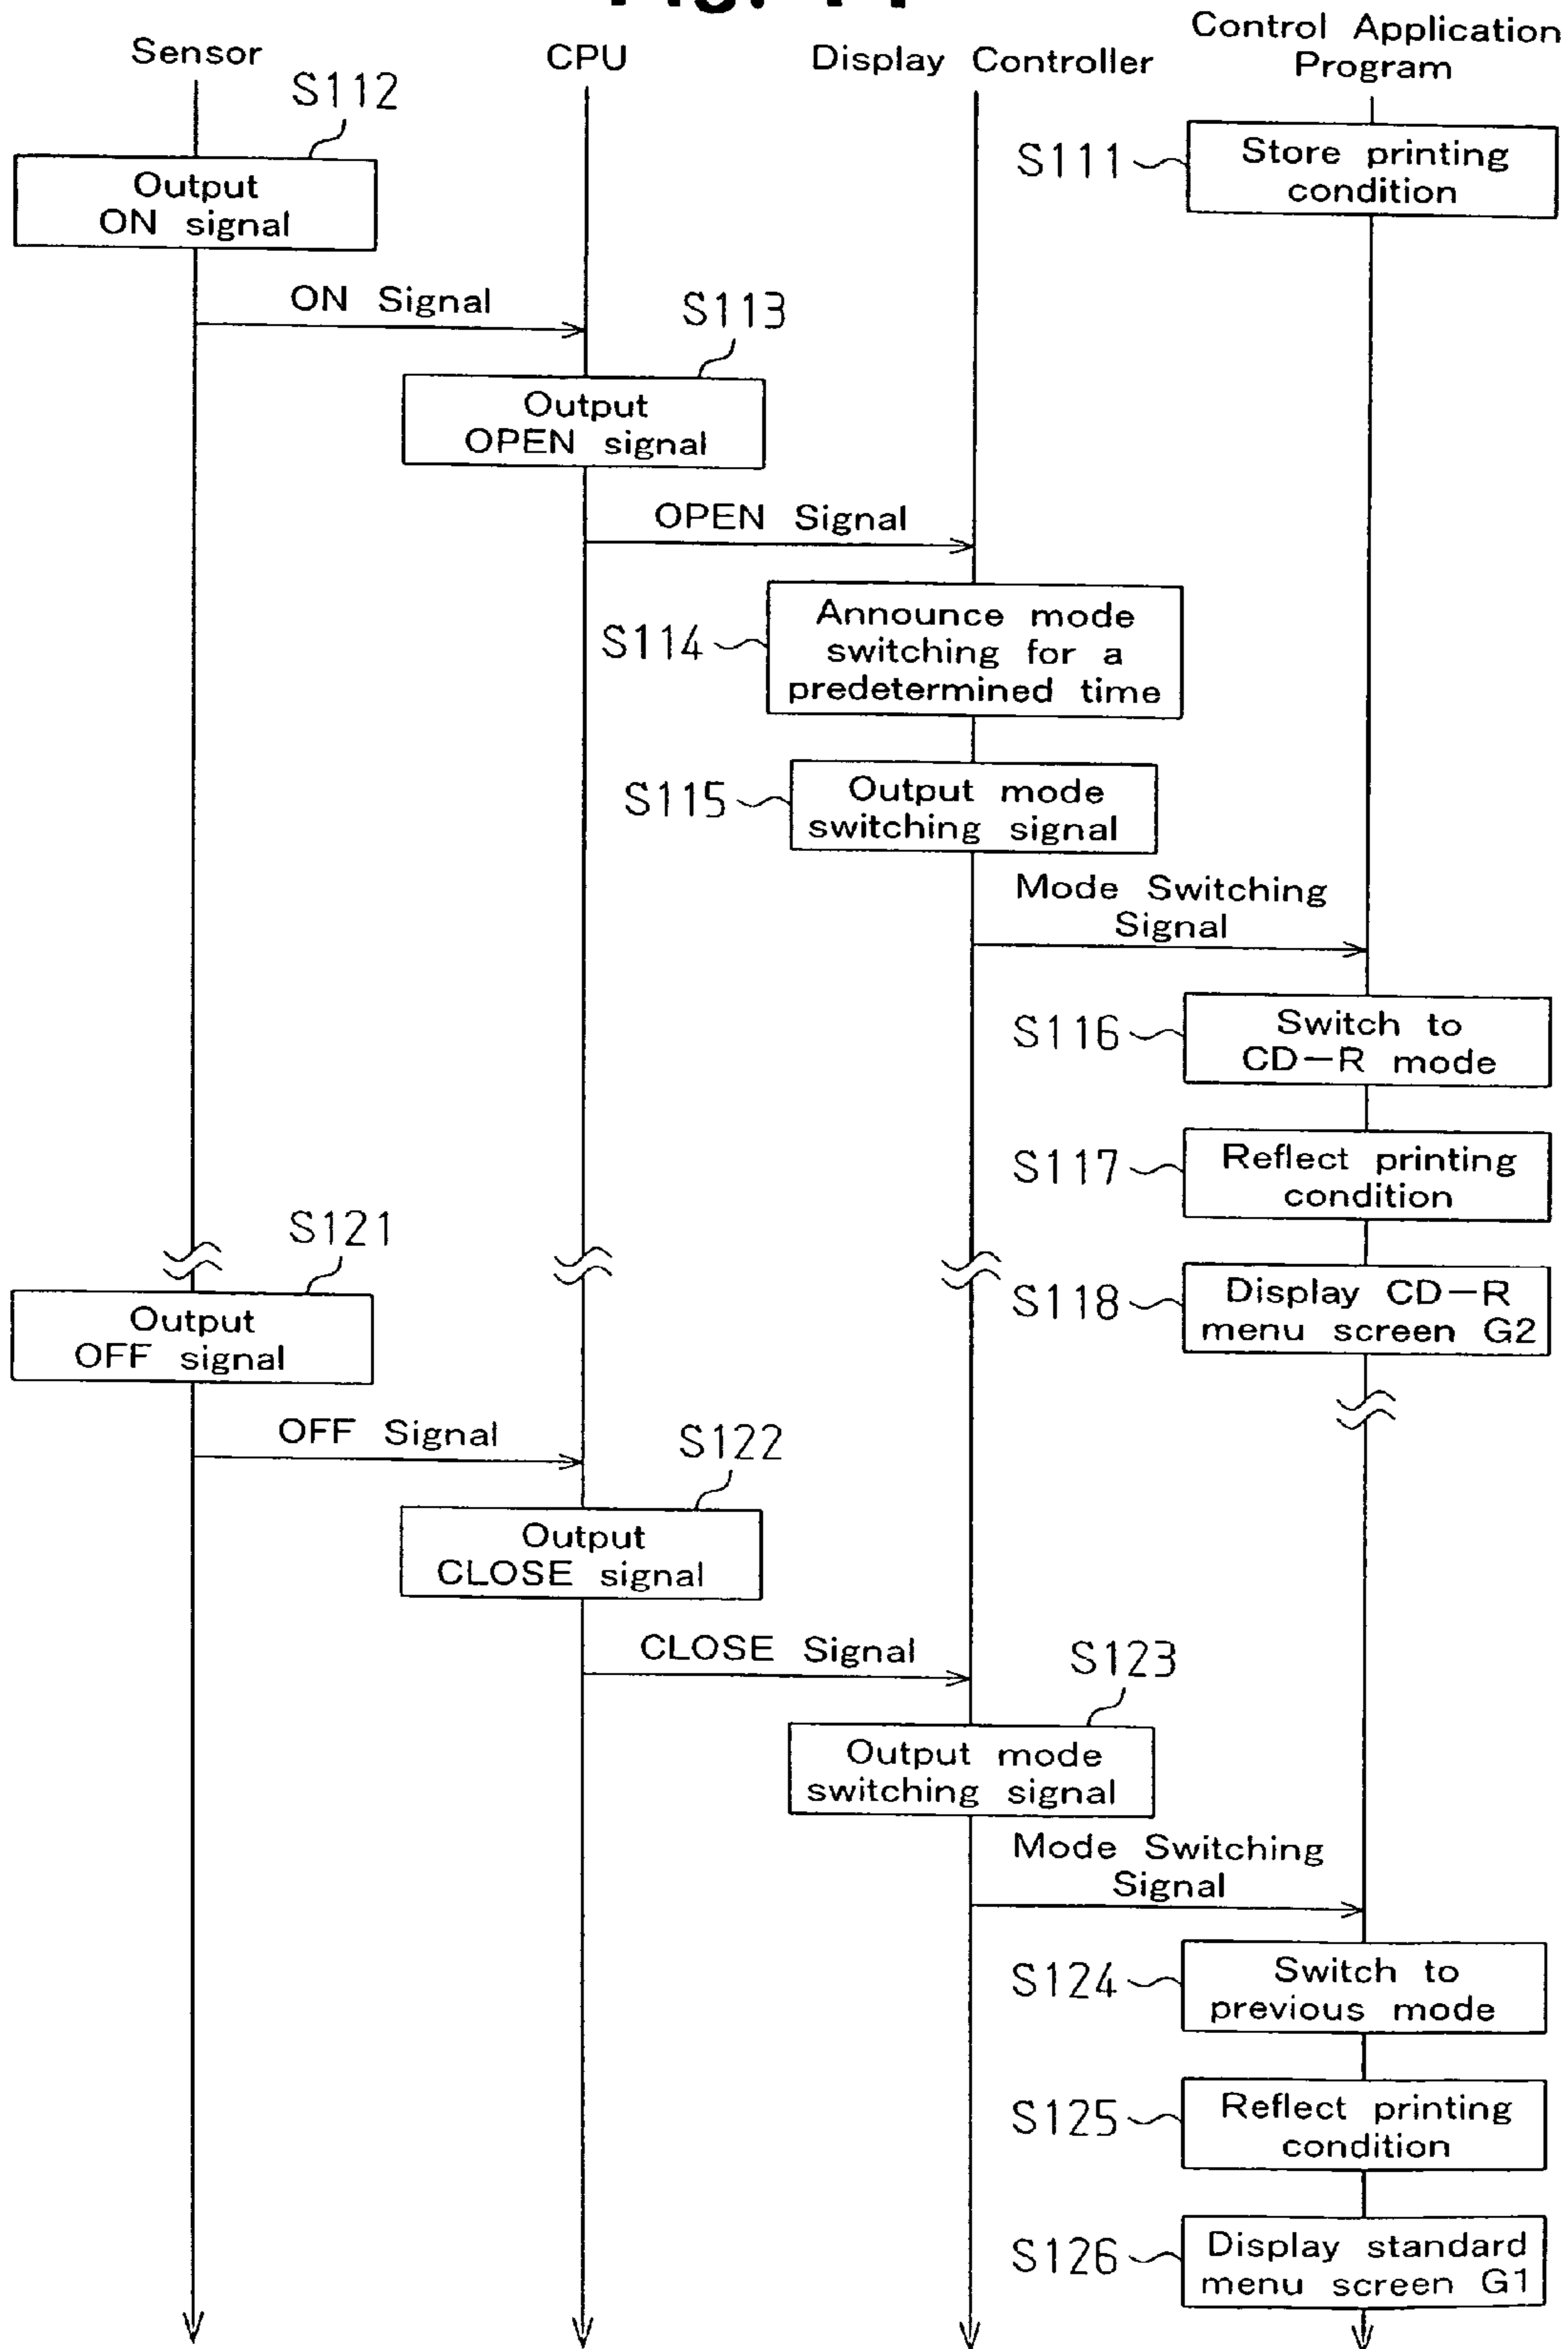 Sensor
CPU
Display Controller
Control Application
Program
S111
Store printing
condition
S112
Output
ON signal
ON Signal
S113
Output
OPEN signal
OPEN Signal
S114
Announce mode
switching for a
predetermined time
S115
Output mode
switching signal
Mode Switching
Signal
S116
Switch to
CD-R mode
S117
Reflect printing
condition
S118
Display CD-R
menu screen G2
S121
Output
OFF signal
OFF Signal
S122
Output
CLOSE signal
CLOSE Signal
S123
Output mode
switching signal
Mode Switching
Signal
S124
Switch to
previous mode
S125
Reflect printing
condition
S126
Display standard
menu screen G1